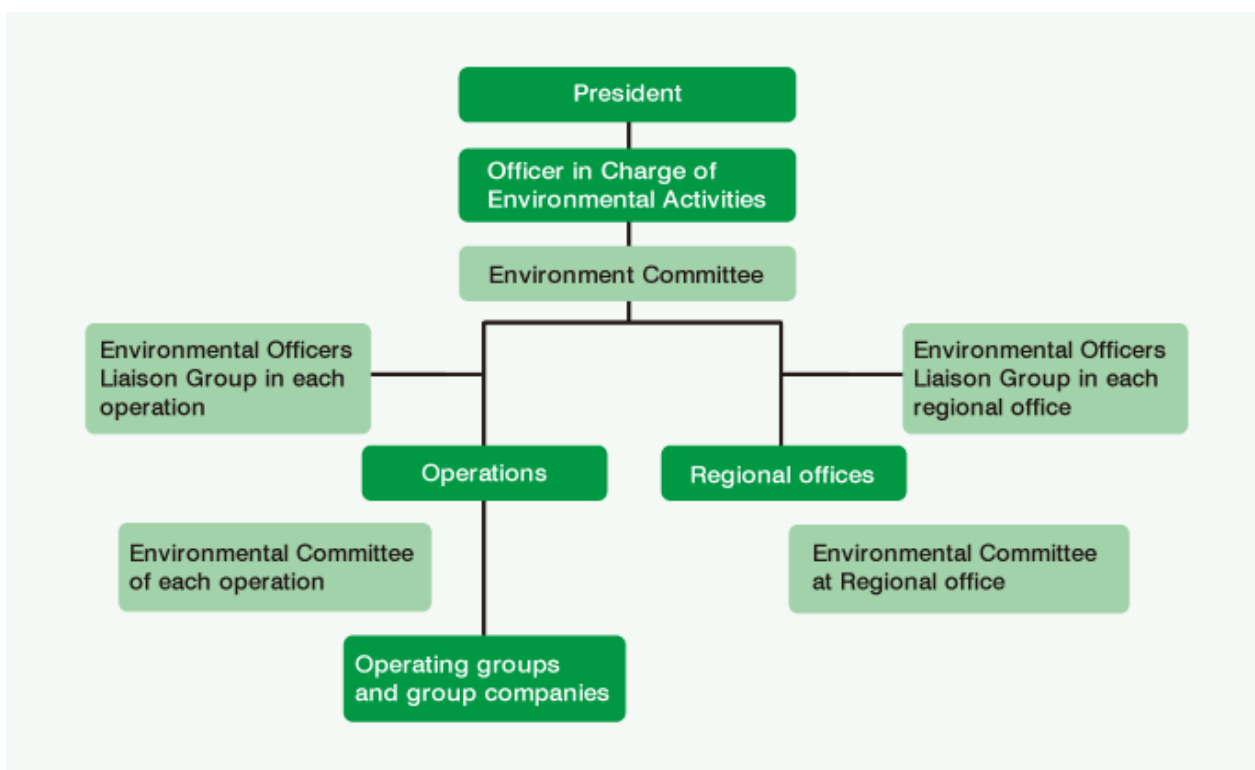 President
Officer in Charge of
Environmental Activities
Environment Committee
Environmental Officers
Liaison Group in each
operation
Environmental Officers
Liaison Group in each
regional office
Operations
Regional offices
Environmental Committee
of each operation
Environmental Committee
at Regional office
Operating groups
and group companies